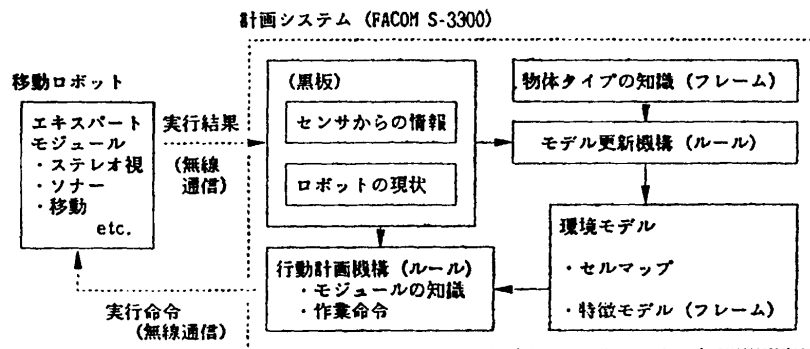 計画システム (FACOM S-3300)
移動ロボット
エキスパート
モジュール
・ステレオ視
・ソナー
・移動
etc.
実行結果
(無線
通信)
(黒板)
センサからの情報
ロボットの現状
物体タイプの知識 (フレーム)
モデル更新機構 (ルール)
環境モデル
・セルマップ
・特徴モデル (フレーム)
行動計画機構 (ルール)
・モジュールの知識
・作業命令
実行命令
(無線通信)